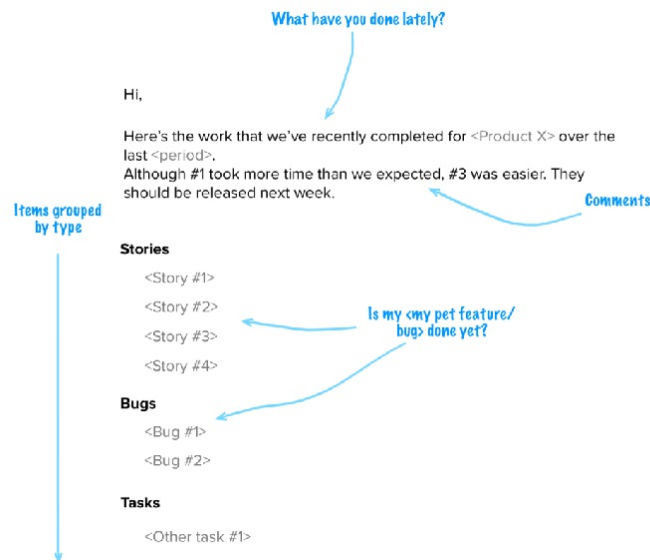 What have you done lately?
Hi,
Here's the work that we've recently completed for <Product X> over the
last <period>.
Although #1 took more time than we expected, #3 was easier. They
should be released next week.
Comments
Items grouped
by type
Stories
<Story #1>
<Story #2>
<Story #3>
<Story #4>
Is my <my pet feature/
bug> done yet?
Bugs
<Bug #1>
<Bug #2>
Tasks
<Other task #1>